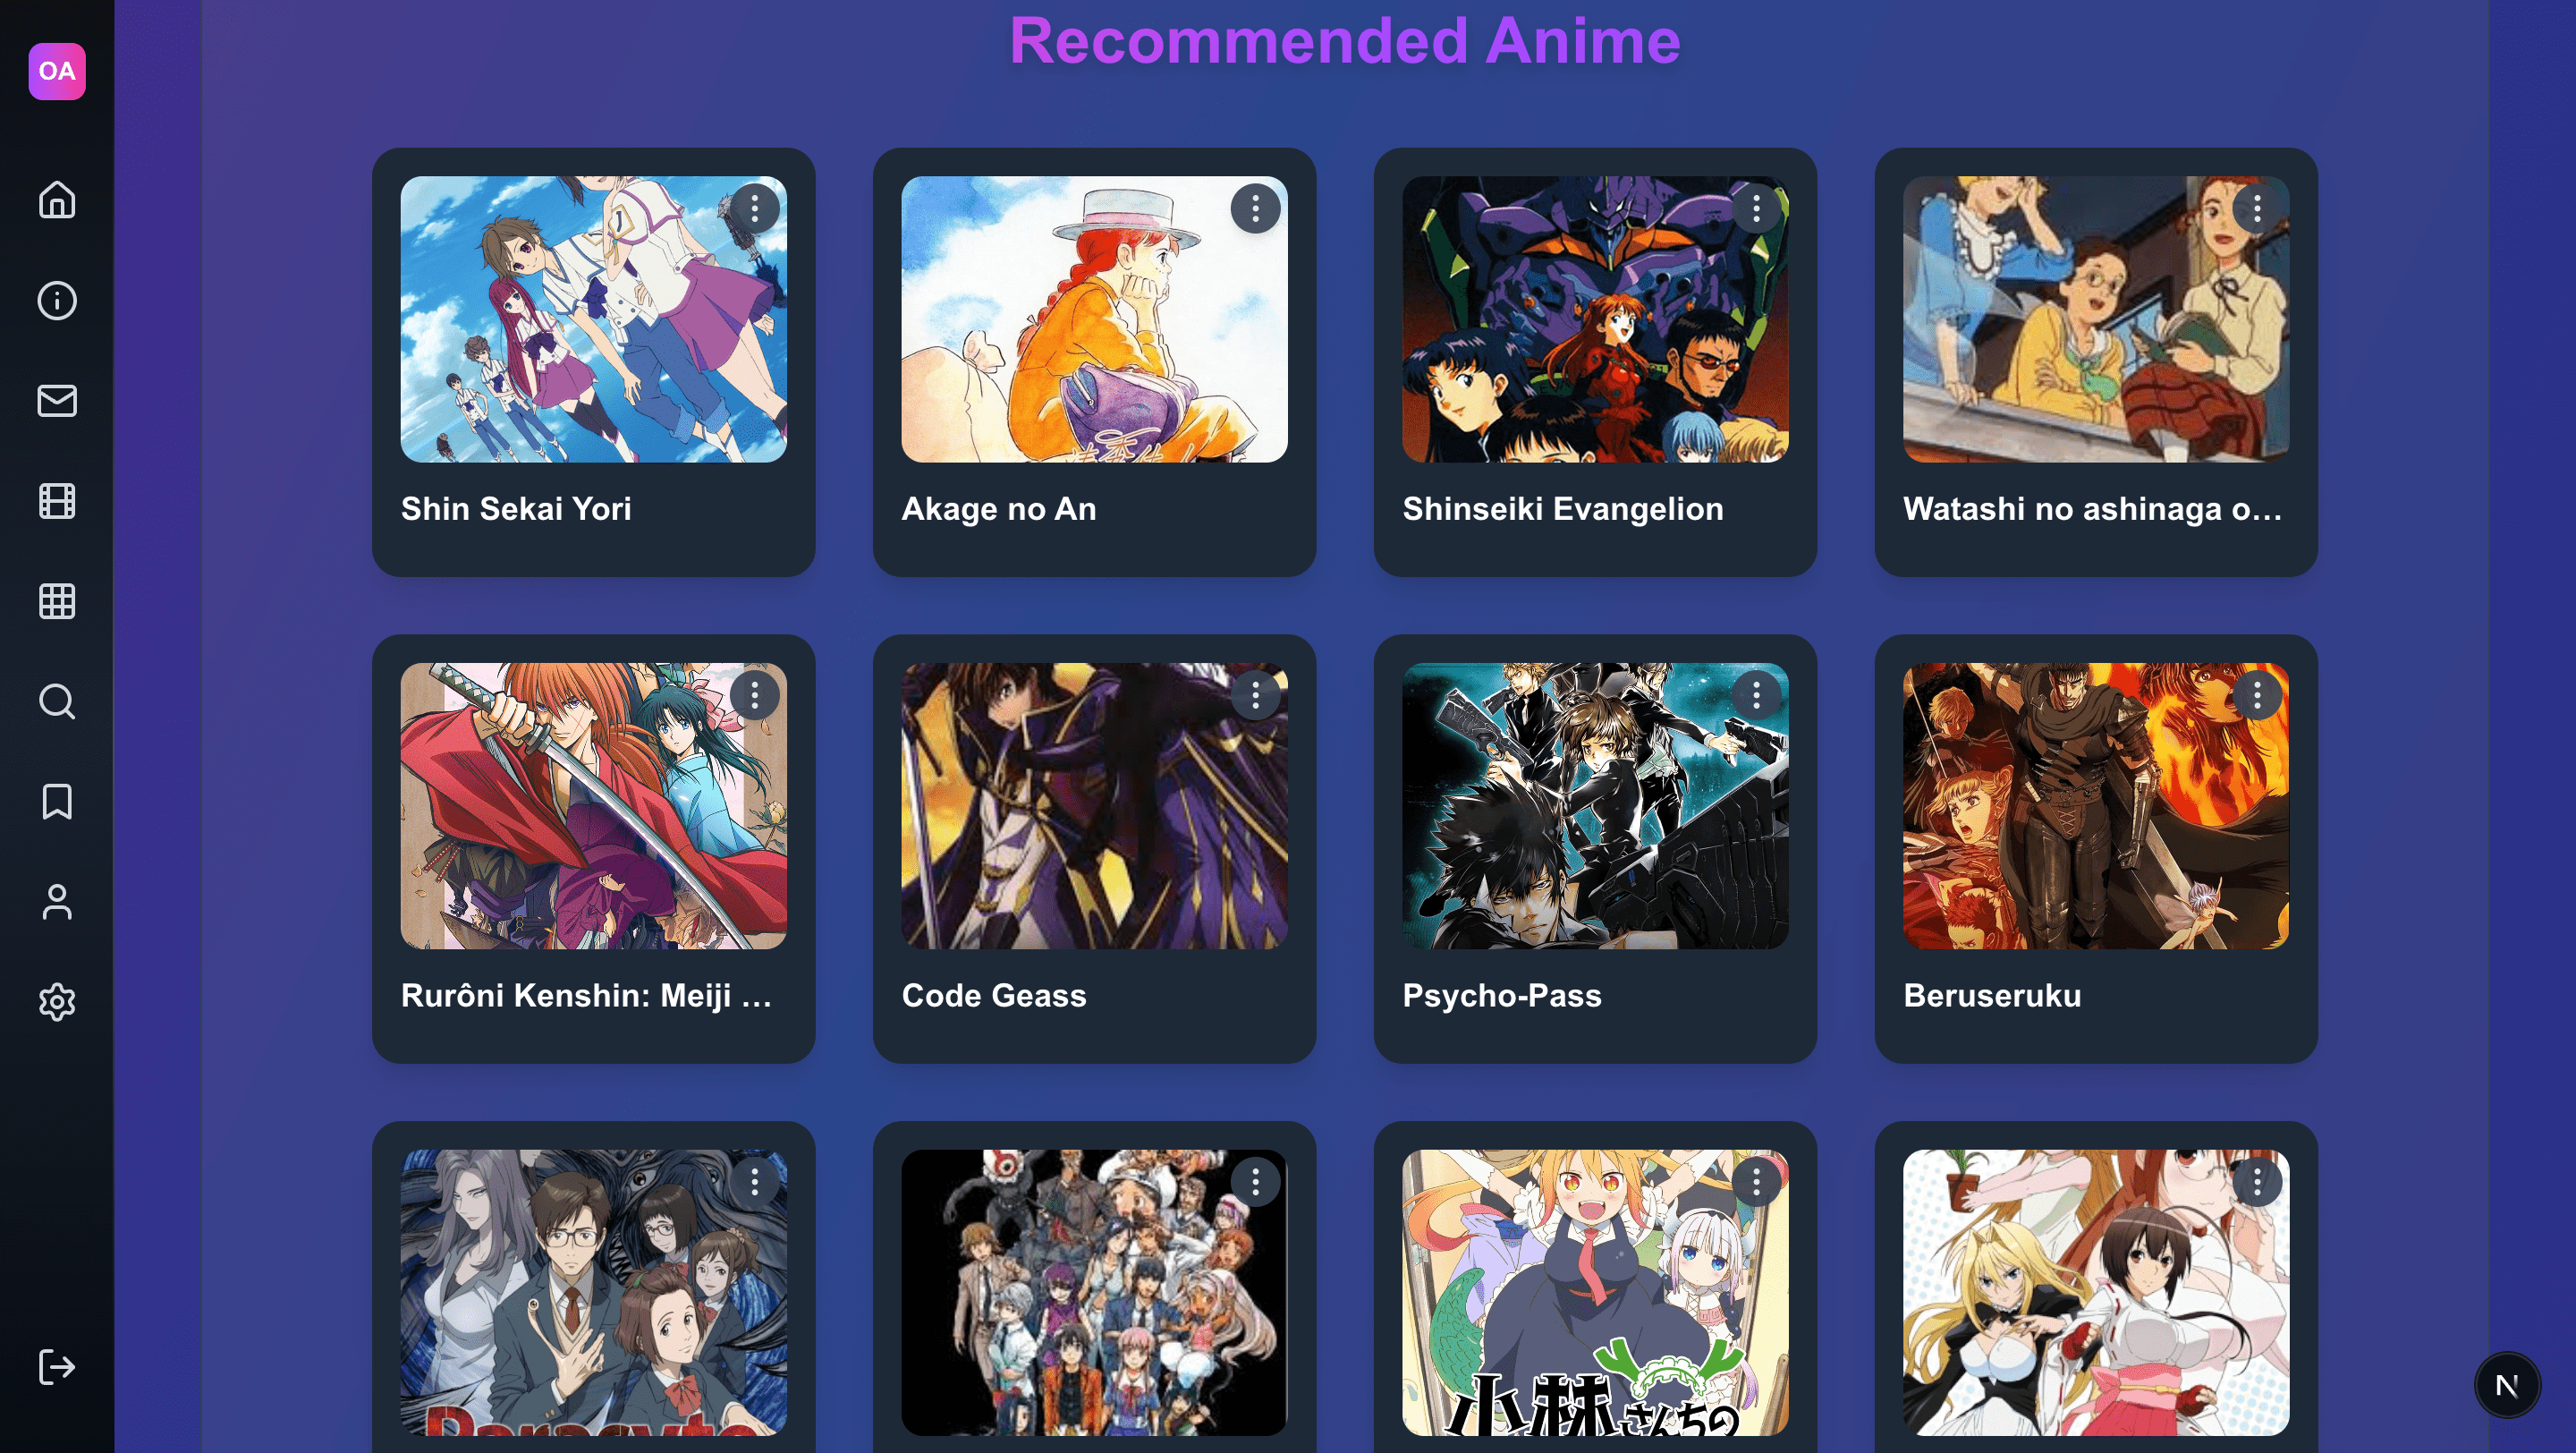 Recommended Anime
OA
Shin Sekai Yori
Akage no An
Shinseiki Evangelion
Watashi no ashinaga o...
Rurôni Kenshin: Meiji ...
Code Geass
Psycho-Pass
Beruseruku
小林さんちの
N